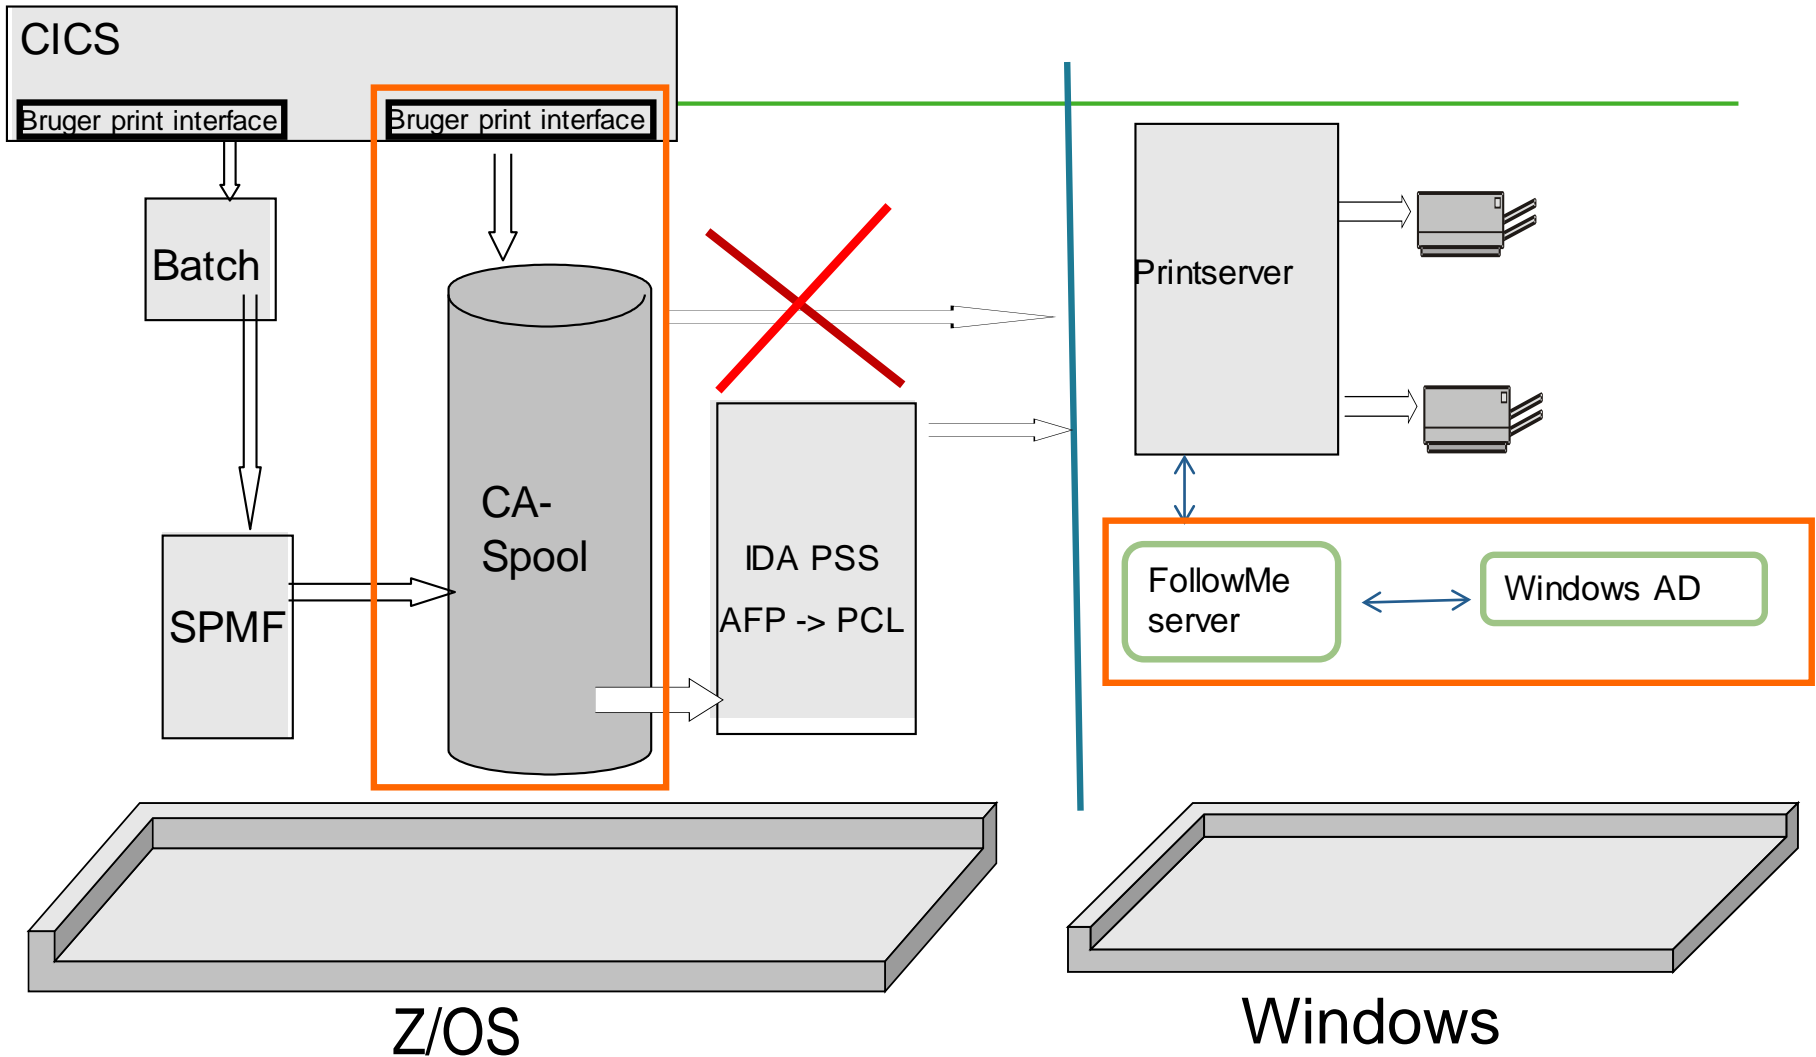 CICS
Bruger print interface
Bruger print interface
Batch
Printserver
CA-
Spool
IDA PSS
AFP -> PCL
SPMF
FollowMe
server
Windows AD
Z/OS
Windows